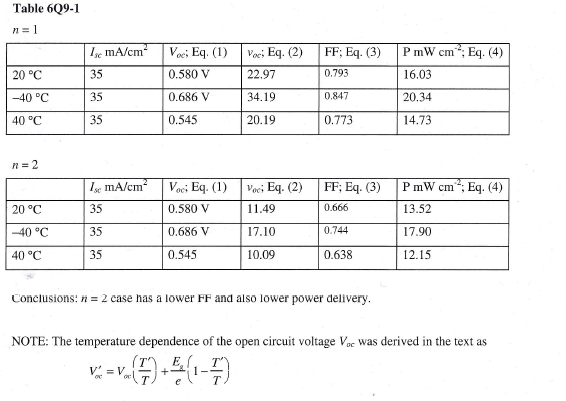 Table 6Q9-1
n = 1
I_sc mA/cm² V_oc; Eq. (1) v_oc; Eq. (2) FF; Eq. (3) P mW cm⁻²; Eq. (4)
20 °C 35 0.580 V 22.97 0.793 16.03
–40 °C 35 0.686 V 34.19 0.847 20.34
40 °C 35 0.545 20.19 0.773 14.73
n = 2
I_sc mA/cm² V_oc; Eq. (1) v_oc; Eq. (2) FF; Eq. (3) P mW cm⁻²; Eq. (4)
20 °C 35 0.580 V 11.49 0.666 13.52
–40 °C 35 0.686 V 17.10 0.744 17.90
40 °C 35 0.545 10.09 0.638 12.15
Conclusions: n = 2 case has a lower FF and also lower power delivery.
NOTE: The temperature dependence of the open circuit voltage V_oc was derived in the text as
V'_oc = V_oc (T'/T) + E_g/e (1 – T'/T)